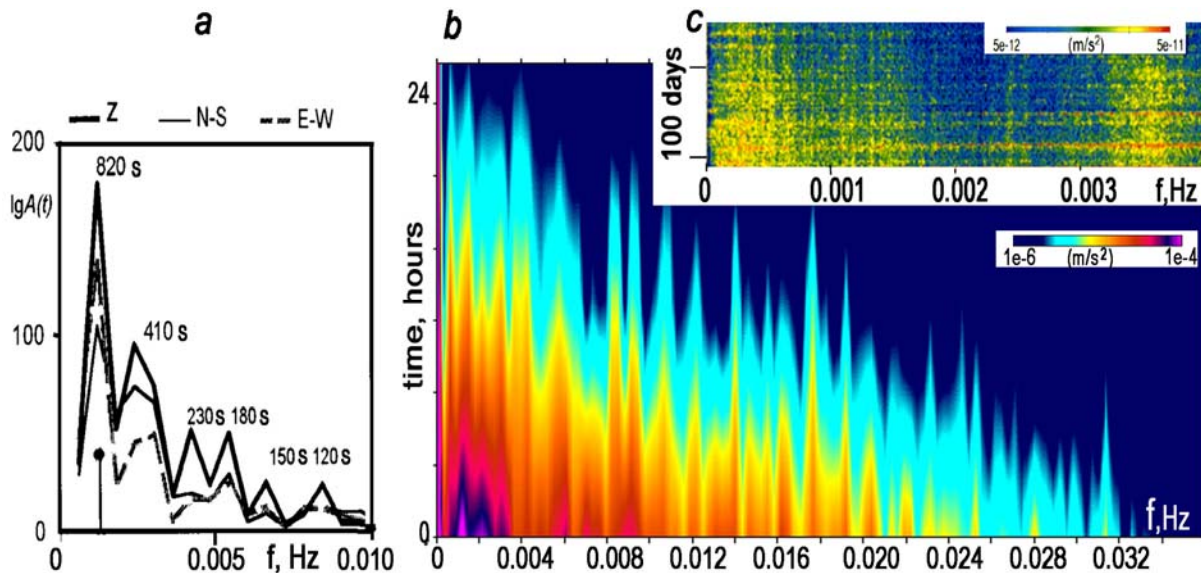 a
Z N-S E-W
200
820 s
lgA(t)
410 s
100
230 s 180 s
150 s 120 s
0
0 0.005 0.010
f, Hz
b
24
time, hours
0
0.004 0.008 0.012 0.016 0.020 0.024 0.028 0.032
f,Hz
1e-6 (m/s²) 1e-4
c
5e-12 (m/s²) 5e-11
100 days
0 0.001 0.002 0.003 f,Hz